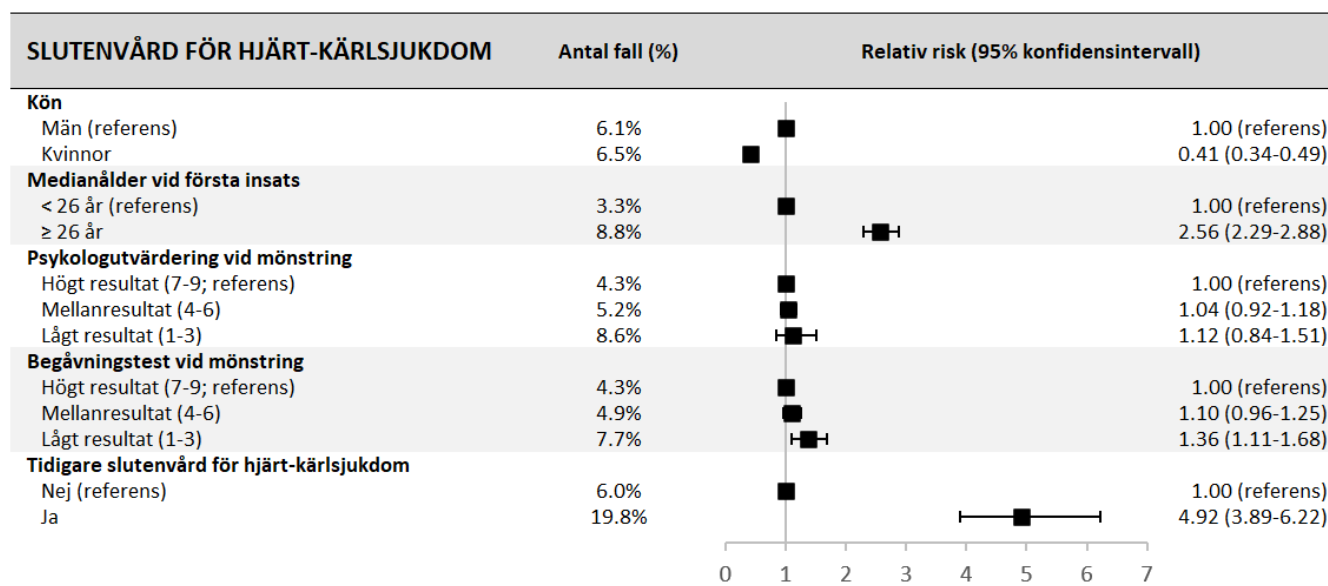 SLUTENVÅRD FÖR HJÄRT-KÄRLSJUKDOM Antal fall (%) Relativ risk (95% konfidensintervall)
Kön
Män (referens) 6.1% 1.00 (referens)
Kvinnor 6.5% 0.41 (0.34-0.49)
Medianålder vid första insats
< 26 år (referens) 3.3% 1.00 (referens)
≥ 26 år 8.8% 2.56 (2.29-2.88)
Psykologutvärdering vid mönstring
Högt resultat (7-9; referens) 4.3% 1.00 (referens)
Mellanresultat (4-6) 5.2% 1.04 (0.92-1.18)
Lågt resultat (1-3) 8.6% 1.12 (0.84-1.51)
Begåvningstest vid mönstring
Högt resultat (7-9; referens) 4.3% 1.00 (referens)
Mellanresultat (4-6) 4.9% 1.10 (0.96-1.25)
Lågt resultat (1-3) 7.7% 1.36 (1.11-1.68)
Tidigare slutenvård för hjärt-kärlsjukdom
Nej (referens) 6.0% 1.00 (referens)
Ja 19.8% 4.92 (3.89-6.22)
0 1 2 3 4 5 6 7